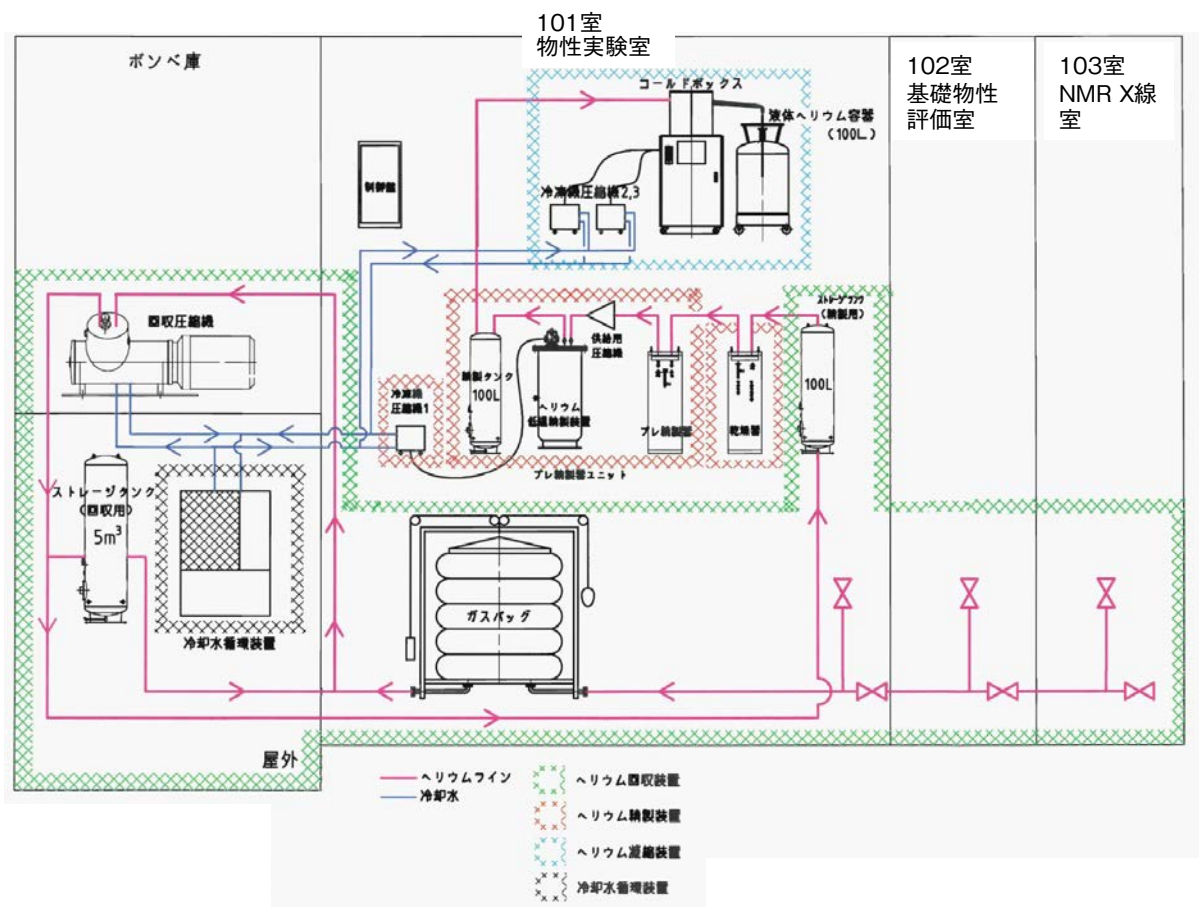 101室
物性実験室
ボンベ庫
コールドボックス
102室
基礎物性
評価室
103室
NMR X線
室
液体ヘリウム容器
(100L)
制御盤
冷凍機圧縮機2,3
回収圧縮機
ストレージタンク
(精製用)
100L
供給用
圧縮機
精製タンク
100L
ヘリウム
低温精製装置
プレ精製器
乾燥器
冷凍機
圧縮機1
プレ精製器ユニット
ストレージタンク
(回収用)
5m³
冷却水循環装置
ガスバッグ
屋外
ヘリウムライン
冷却水
ヘリウム回収装置
ヘリウム精製装置
ヘリウム凝縮装置
冷却水循環装置